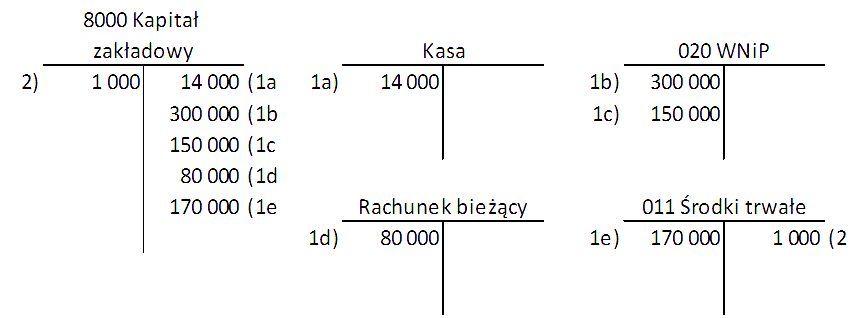 8000 Kapitał
zakładowy
Kasa
020 WNiP
2) 1 000 14 000 (1a
1a) 14 000
1b) 300 000
300 000 (1b
1c) 150 000
150 000 (1c
80 000 (1d
170 000 (1e
Rachunek bieżący
011 Środki trwałe
1d) 80 000
1e) 170 000 1 000 (2